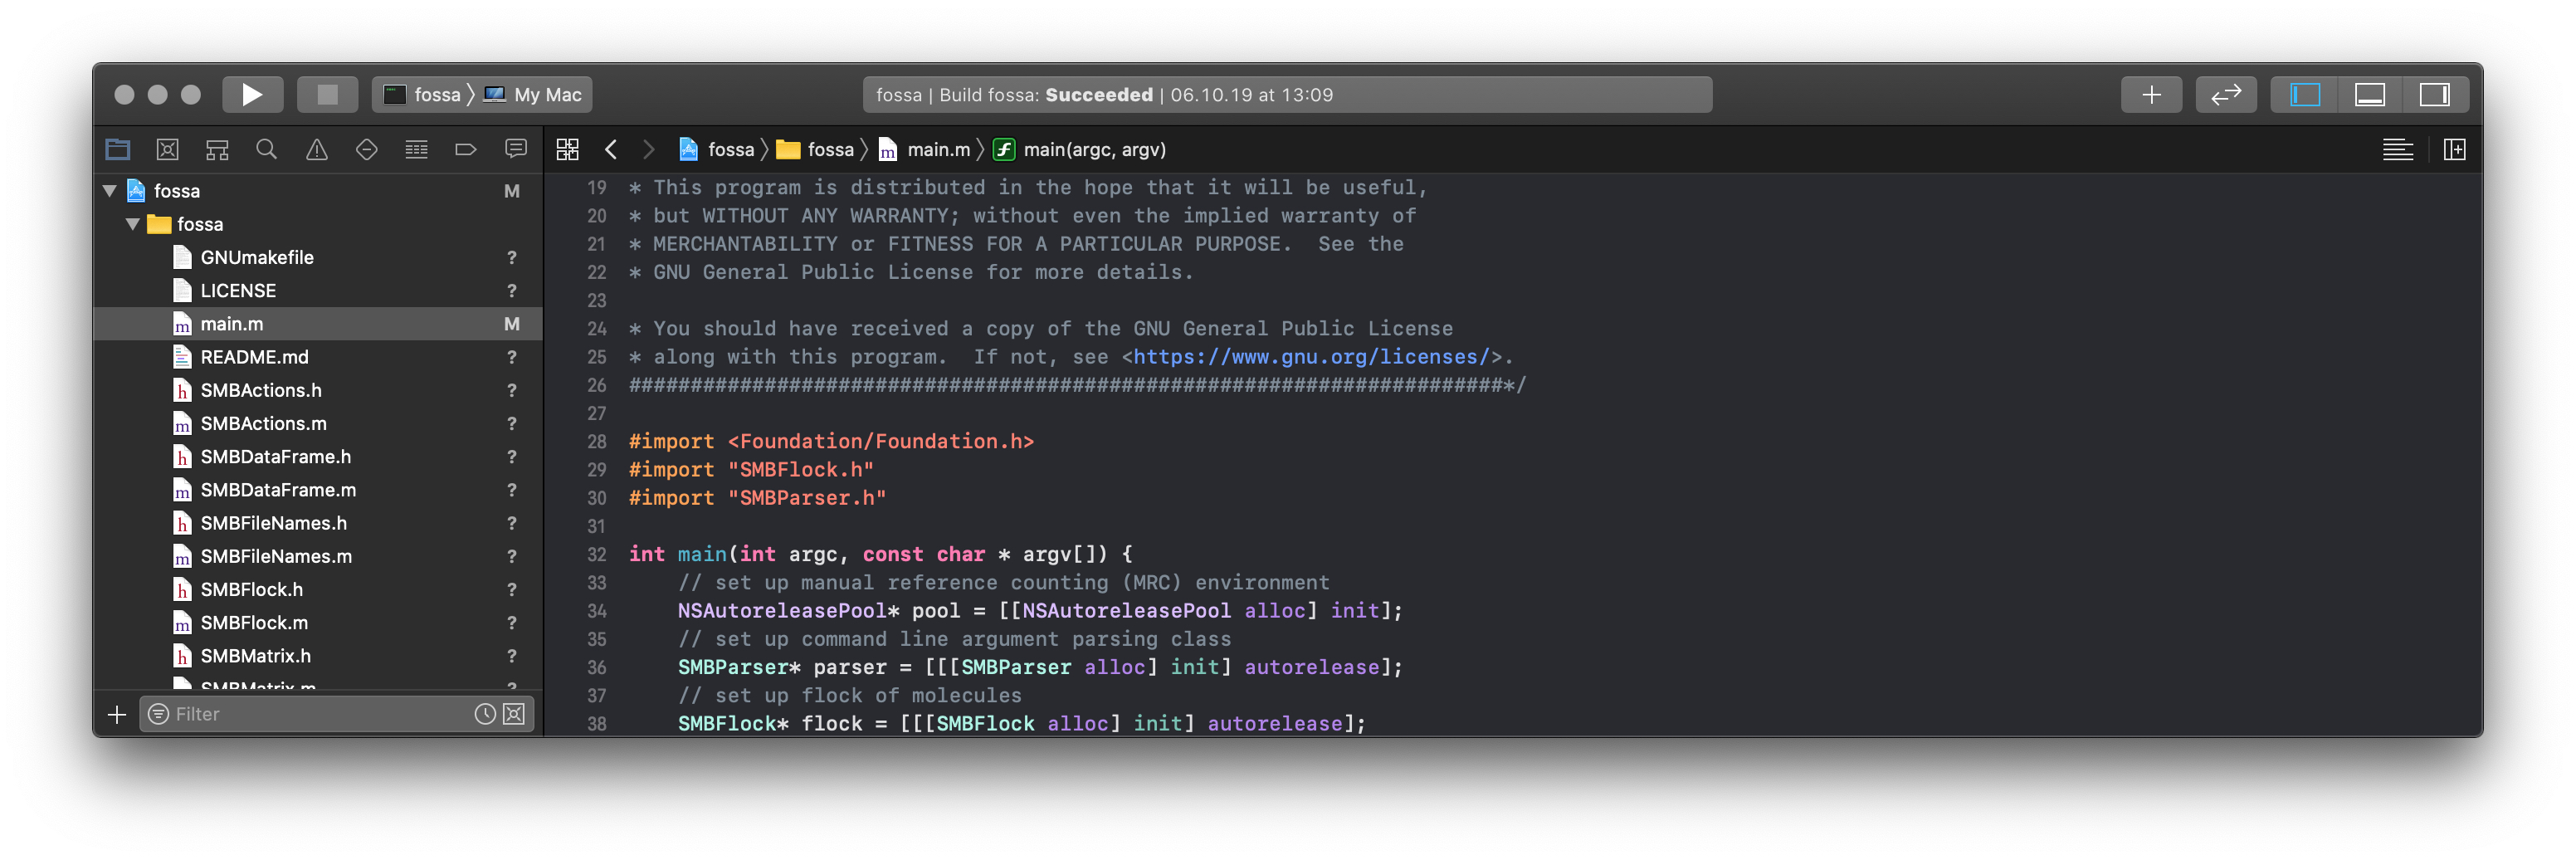 fossa 〉 My Mac
fossa | Build fossa: Succeeded | 06.10.19 at 13:09
fossa 〉 fossa 〉 main.m 〉 main(argc, argv)
fossa M
fossa
GNUmakefile ?
LICENSE ?
main.m M
README.md ?
SMBActions.h ?
SMBActions.m ?
SMBDataFrame.h ?
SMBDataFrame.m ?
SMBFileNames.h ?
SMBFileNames.m ?
SMBFlock.h ?
SMBFlock.m ?
SMBMatrix.h ?
SMBMatrix.m ?
Filter
19 * This program is distributed in the hope that it will be useful,
20 * but WITHOUT ANY WARRANTY; without even the implied warranty of
21 * MERCHANTABILITY or FITNESS FOR A PARTICULAR PURPOSE.  See the
22 * GNU General Public License for more details.
23
24 * You should have received a copy of the GNU General Public License
25 * along with this program.  If not, see <https://www.gnu.org/licenses/>.
26 #######################################################################*/
27
28 #import <Foundation/Foundation.h>
29 #import "SMBFlock.h"
30 #import "SMBParser.h"
31
32 int main(int argc, const char * argv[]) {
33     // set up manual reference counting (MRC) environment
34     NSAutoreleasePool* pool = [[NSAutoreleasePool alloc] init];
35     // set up command line argument parsing class
36     SMBParser* parser = [[[SMBParser alloc] init] autorelease];
37     // set up flock of molecules
38     SMBFlock* flock = [[[SMBFlock alloc] init] autorelease];